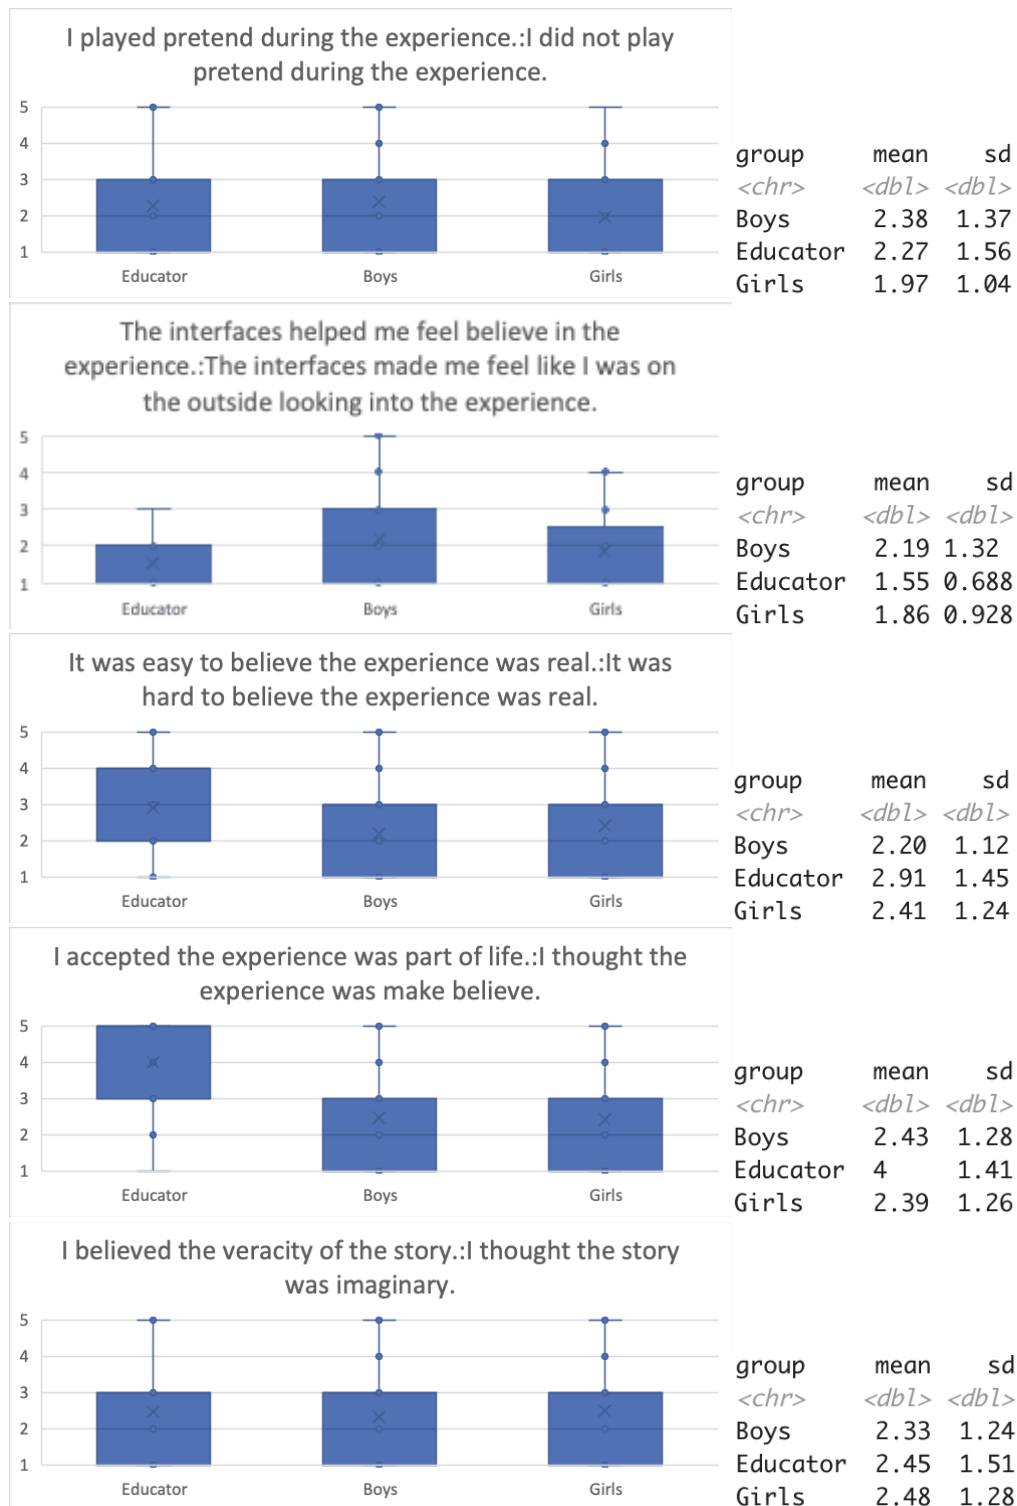 I played pretend during the experience.:I did not play
pretend during the experience.
5
4
3
2
1
Educator Boys Girls
group mean sd
<chr> <dbl> <dbl>
Boys 2.38 1.37
Educator 2.27 1.56
Girls 1.97 1.04
The interfaces helped me feel believe in the
experience.:The interfaces made me feel like I was on
the outside looking into the experience.
5
4
3
2
1
Educator Boys Girls
group mean sd
<chr> <dbl> <dbl>
Boys 2.19 1.32
Educator 1.55 0.688
Girls 1.86 0.928
It was easy to believe the experience was real.:It was
hard to believe the experience was real.
5
4
3
2
1
Educator Boys Girls
group mean sd
<chr> <dbl> <dbl>
Boys 2.20 1.12
Educator 2.91 1.45
Girls 2.41 1.24
I accepted the experience was part of life.:I thought the
experience was make believe.
5
4
3
2
1
Educator Boys Girls
group mean sd
<chr> <dbl> <dbl>
Boys 2.43 1.28
Educator 4 1.41
Girls 2.39 1.26
I believed the veracity of the story.:I thought the story
was imaginary.
5
4
3
2
1
Educator Boys Girls
group mean sd
<chr> <dbl> <dbl>
Boys 2.33 1.24
Educator 2.45 1.51
Girls 2.48 1.28